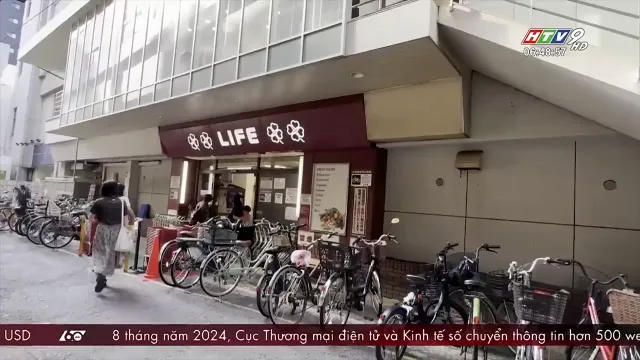 HTV9 HD
06:48:57
LIFE
USD 60 8 tháng năm 2024, Cục Thương mại điện tử và Kinh tế số chuyển thông tin hơn 500 we